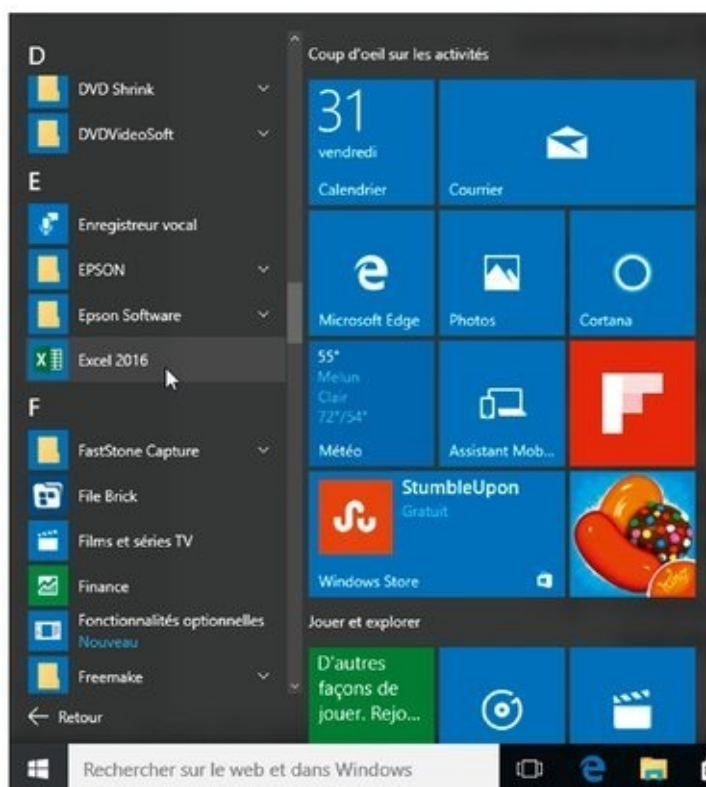 D
DVD Shrink
DVDVideoSoft
E
Enregistreur vocal
EPSON
Epson Software
Excel 2016
F
FastStone Capture
File Brick
Films et séries TV
Finance
Fonctionnalités optionnelles
Nouveau
Freemake
Retour
Coup d'oeil sur les activités
31
vendredi
Calendrier
Courrier
Microsoft Edge
Photos
Cortana
55°
Melun
Clair
72°/54°
Météo
Assistant Mob...
StumbleUpon
Gratuit
Windows Store
King
Jouer et explorer
D'autres
façons de
jouer. Rejo...
Rechercher sur le web et dans Windows